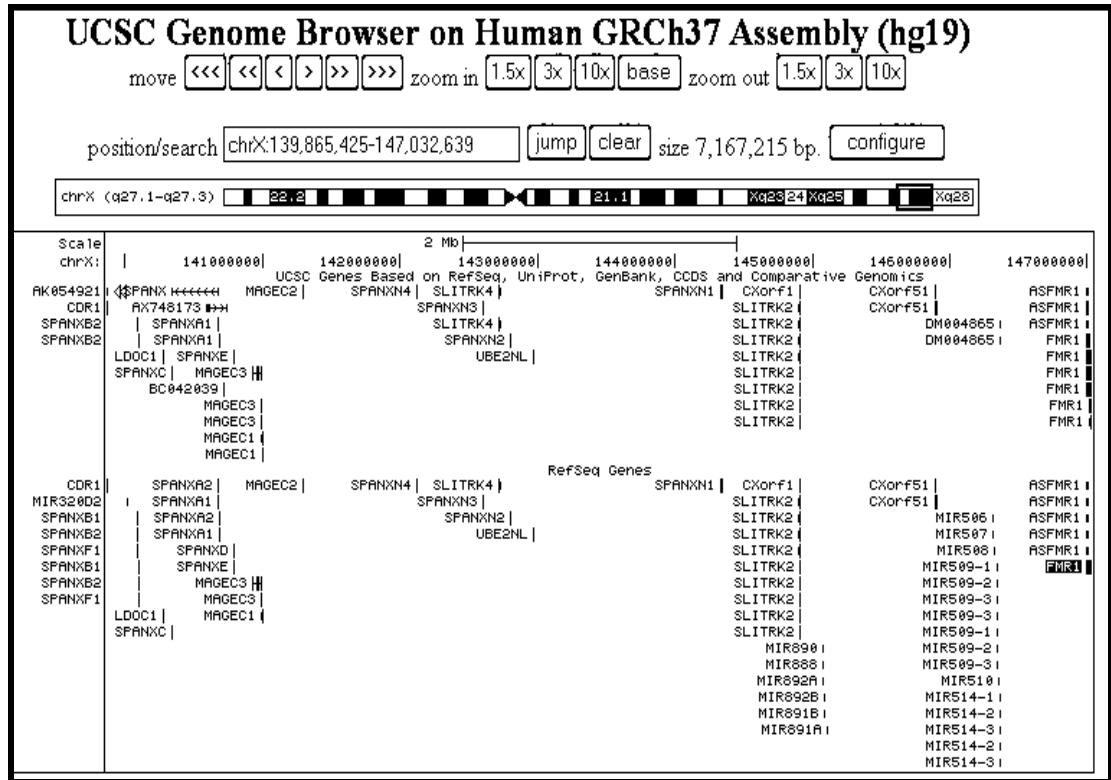 UCSC Genome Browser on Human GRCh37 Assembly (hg19)
move <<< << < > >> >>> zoom in 1.5x 3x 10x base zoom out 1.5x 3x 10x
position/search chrX:139,865,425-147,032,639 jump clear size 7,167,215 bp. configure
chrX (q27.1-q27.3) 22.2 21.1 Xq23 24 Xq25 Xq28
Scale 2 Mb
chrX: 141000000 142000000 143000000 144000000 145000000 146000000 147000000
UCSC Genes Based on RefSeq, UniProt, GenBank, CCDS and Comparative Genomics
AK054921 SPANX MAGEC2 SPANXN4 SLITRK4 SPANXN1 CXorf1 CXorf51 ASFMR1
CDR1 AX748173 SPANXN3 SLITRK2 CXorf51 ASFMR1
SPANXB2 SPANXA1 SLITRK4 SLITRK2 DM004865 ASFMR1
SPANXB2 SPANXA1 SPANXN2 SLITRK2 DM004865 FMR1
LDOC1 SPANXE UBE2NL SLITRK2 FMR1
SPANXC MAGEC3 SLITRK2 FMR1
BC042039 SLITRK2 FMR1
MAGEC3 SLITRK2 FMR1
MAGEC3 SLITRK2 FMR1
MAGEC1
MAGEC1
RefSeq Genes
CDR1 SPANXA2 MAGEC2 SPANXN4 SLITRK4 SPANXN1 CXorf1 CXorf51 ASFMR1
MIR320D2 SPANXA1 SPANXN3 SLITRK2 CXorf51 ASFMR1
SPANXB1 SPANXA2 SPANXN2 SLITRK2 MIR506 ASFMR1
SPANXB2 SPANXA1 UBE2NL SLITRK2 MIR507 ASFMR1
SPANXF1 SPANXD SLITRK2 MIR508 ASFMR1
SPANXB1 SPANXE SLITRK2 MIR509-1 FMR1
SPANXB2 MAGEC3 SLITRK2 MIR509-2
SPANXF1 MAGEC3 SLITRK2 MIR509-3
LDOC1 MAGEC1 SLITRK2 MIR509-3
SPANXC SLITRK2 MIR509-1
MIR890 MIR509-2
MIR888 MIR509-3
MIR892A MIR510
MIR892B MIR514-1
MIR891B MIR514-2
MIR891A MIR514-3
MIR514-2
MIR514-3